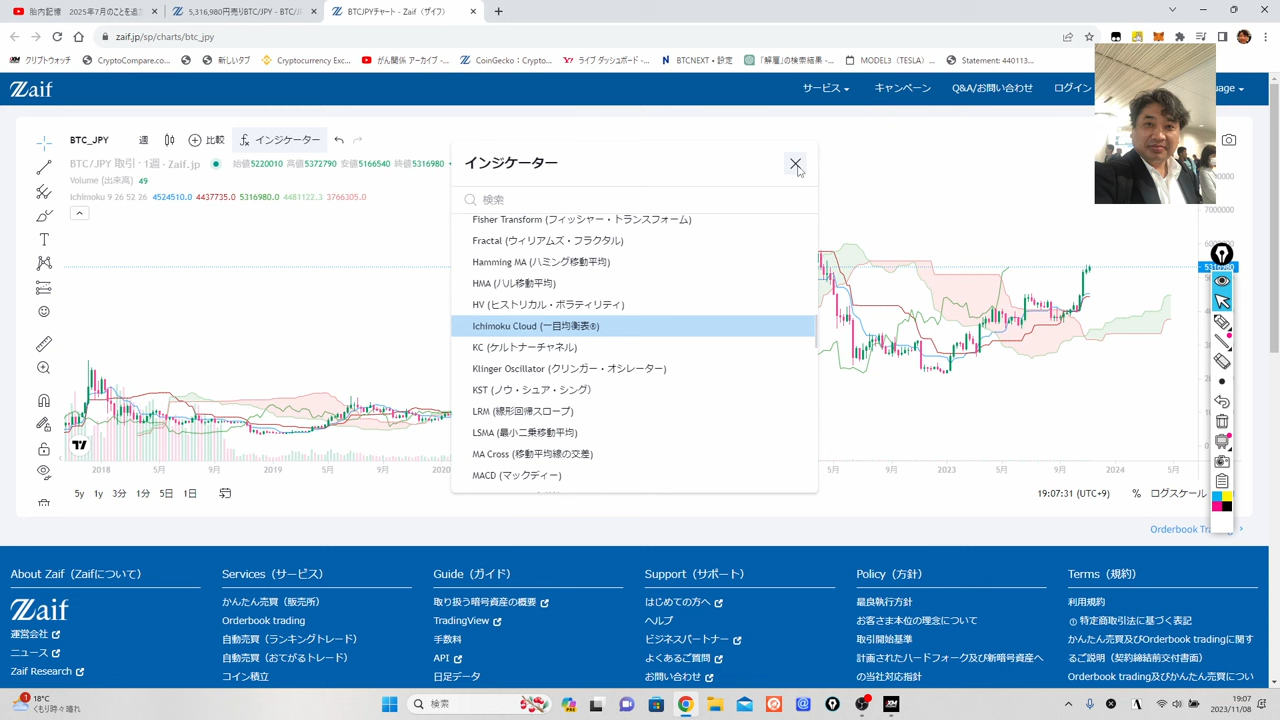 胎内記憶　2025年7月のことを追
5,316,980円売りBTC/JPY - BTC/
BTCJPYチャート - Zaif（ザイフ）
zaif.jp/sp/charts/btc_jpy
クリプトウォッチ
CryptoCompare.co...
新しいタブ
Cryptocurrency Exc...
がん関係 アーカイブ -...
CoinGecko：Crypto...
ライブ ダッシュボード -...
BTCNEXT・設定
「解雇」の検索結果 -...
MODEL3（TESLA）...
Statement: 440113...
Zaif
サービス
キャンペーン
Q&A/お問い合わせ
ログイン
uage
BTC_JPY
週
比較
インジケーター
BTC/JPY 取引・1週 - Zaif.jp
始値5220010 高値5372790 安値5166540 終値5316980
Volume (出来高) 49
Ichimoku 9 26 52 26 4524510.0 4437735.0 5316980.0 4481122.3 3766305.0
インジケーター
検索
Fisher Transform (フィッシャー・トランスフォーム)
Fractal (ウィリアムズ・フラクタル)
Hamming MA (ハミング移動平均)
HMA (ハル移動平均)
HV (ヒストリカル・ボラティリティ)
Ichimoku Cloud (一目均衡表®)
KC (ケルトナーチャネル)
Klinger Oscillator (クリンガー・オシレーター)
KST (ノウ・シュア・シング)
LRM (線形回帰スロープ)
LSMA (最小二乗移動平均)
MA Cross (移動平均線の交差)
MACD (マックディー)
7000000
5316980
2018
5月
9月
2019
5月
9月
2020
5月
9月
2023
5月
9月
2024
5月
5y
1y
3分
1分
5日
1日
19:07:31 (UTC+9)
%
ログスケール
Orderbook Tr
About Zaif（Zaifについて）
Zaif
運営会社
ニュース
Zaif Research
Services（サービス）
かんたん売買（販売所）
Orderbook trading
自動売買（ランキングトレード）
自動売買（おてがるトレード）
コイン積立
Guide（ガイド）
取り扱う暗号資産の概要
TradingView
手数料
API
日足データ
Support（サポート）
はじめての方へ
ヘルプ
ビジネスパートナー
よくあるご質問
お問い合わせ
Policy（方針）
最良執行方針
お客さま本位の理念について
取引開始基準
計画されたハードフォーク及び新暗号資産へ
の当社対応指針
Terms（規約）
利用規約
特定商取引法に基づく表記
かんたん売買及びOrderbook tradingに関す
るご説明（契約締結前交付書面）
Orderbook trading及びかんたん売買につい
18°C
くもり時々晴れ
検索
19:07
2023/11/08